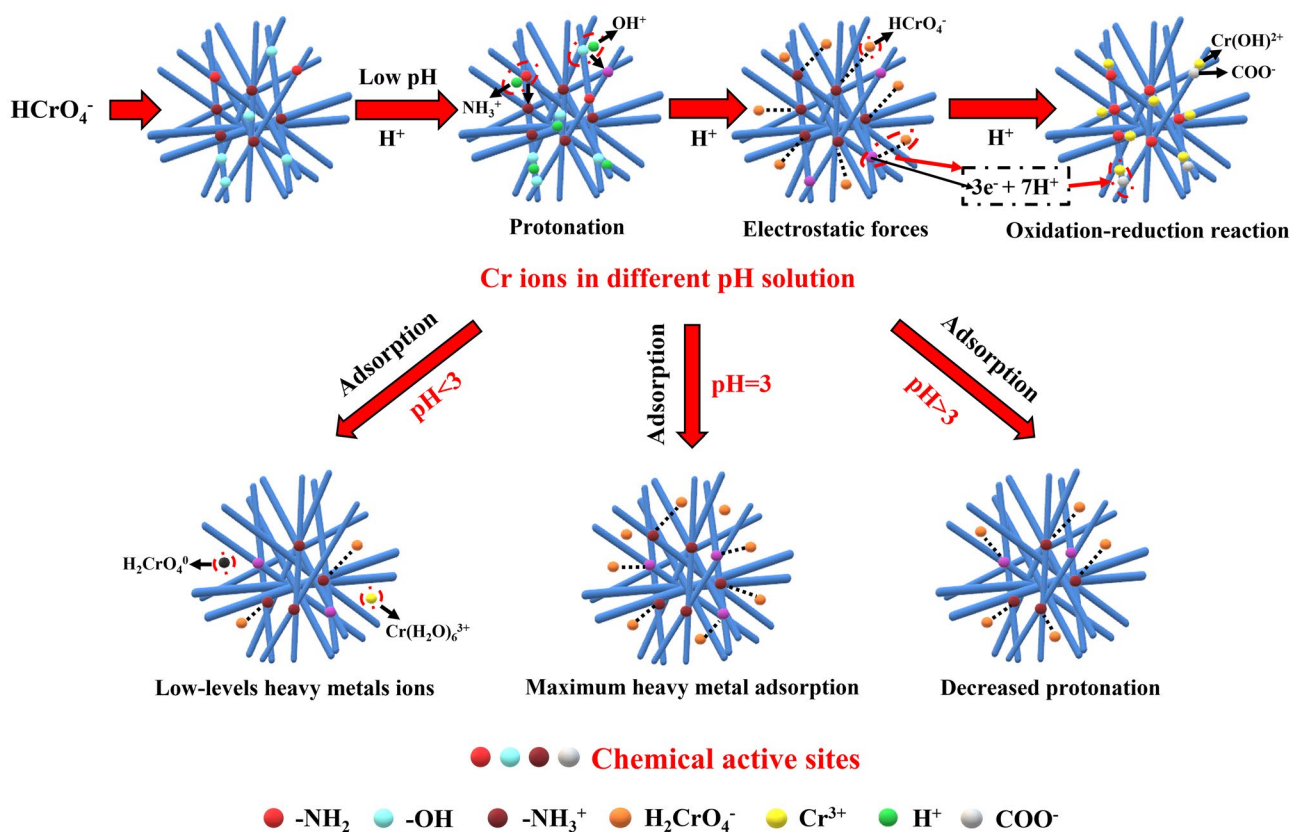 OH⁺
HCrO₄⁻
Cr(OH)²⁺
COO⁻
HCrO₄⁻
Low pH
H⁺
NH₃⁺
H⁺
H⁺
3e⁻ + 7H⁺
Protonation
Electrostatic forces
Oxidation-reduction reaction
Cr ions in different pH solution
Adsorption
pH<3
Adsorption
pH=3
Adsorption
pH>3
H₂CrO₄⁰
Cr(H₂O)₆³⁺
Low-levels heavy metals ions
Maximum heavy metal adsorption
Decreased protonation
Chemical active sites
-NH₂ -OH -NH₃⁺ H₂CrO₄⁻ Cr³⁺ H⁺ COO⁻